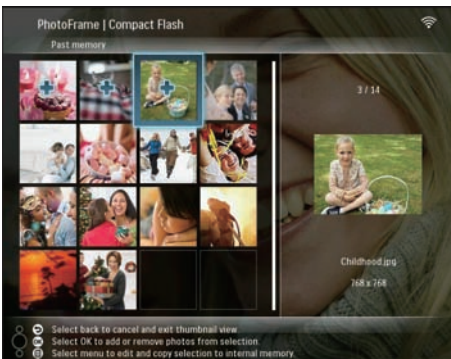 PhotoFrame | Compact Flash
Past memory
3 / 14
Childhood.jpg
768 x 768
Select back to cancel and exit thumbnail view
OK Select OK to add or remove photos from selection.
Select menu to edit and copy selection to internal memory.